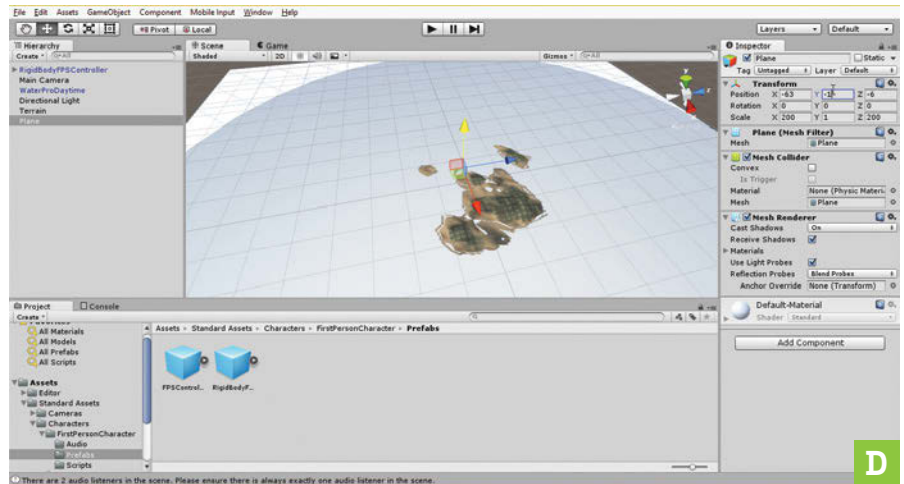 File Edit Assets GameObject Component Mobile Input Window Help
Pivot Local
Layers Default
Hierarchy
Create All
RigidBodyFPSController
Main Camera
WaterProDaytime
Directional Light
Terrain
Plane
Scene Game
Shaded 2D Gizmos All
Inspector
Plane Static
Tag Untagged Layer Default
Transform
Position X -63 Y -1 Z -6
Rotation X 0 Y 0 Z 0
Scale X 200 Y 1 Z 200
Plane (Mesh Filter)
Mesh Plane
Mesh Collider
Convex
Is Trigger
Material None (Physic Materi
Mesh Plane
Mesh Renderer
Cast Shadows On
Receive Shadows
Materials
Use Light Probes
Reflection Probes Blend Probes
Anchor Override None (Transform)
Default-Material
Shader Standard
Add Component
Project Console
Create
Favorites
All Materials
All Models
All Prefabs
All Scripts
Assets
Editor
Standard Assets
Cameras
Characters
FirstPersonCharacter
Audio
Prefabs
Scripts
Assets Standard Assets Characters FirstPersonCharacter Prefabs
FPSControl... RigidBodyF...
There are 2 audio listeners in the scene. Please ensure there is always exactly one audio listener in the scene.
D